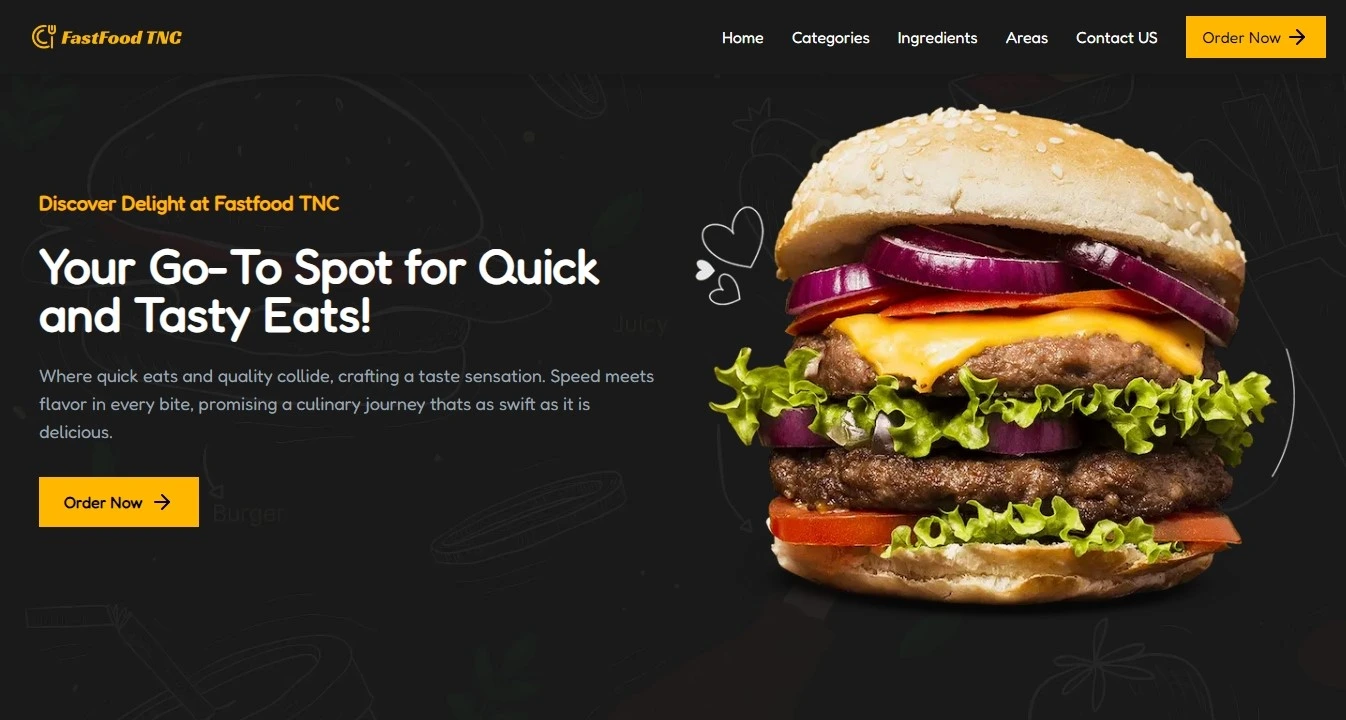 FastFood TNC
Home Categories Ingredients Areas Contact US Order Now
Discover Delight at Fastfood TNC
Your Go-To Spot for Quick
and Tasty Eats!
Juicy
Where quick eats and quality collide, crafting a taste sensation. Speed meets
flavor in every bite, promising a culinary journey thats as swift as it is
delicious.
Order Now
Burger